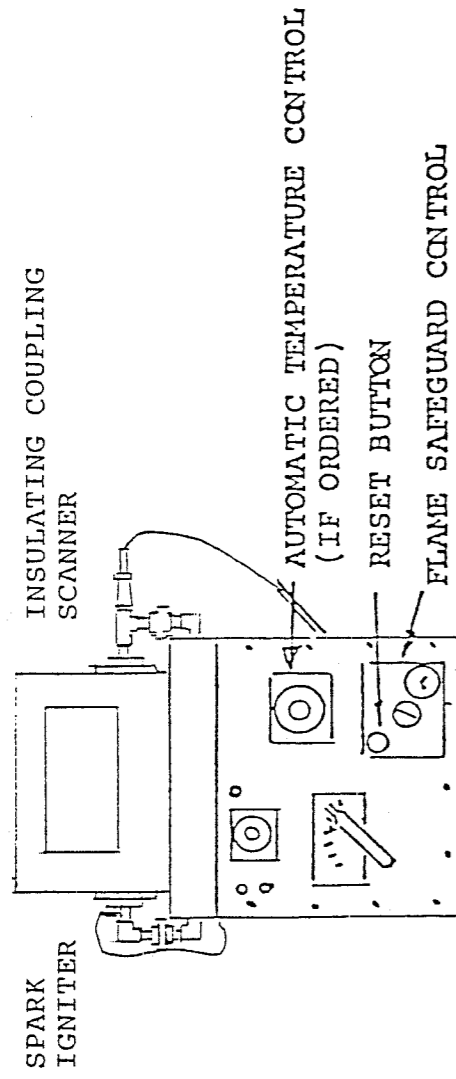 SPARK
IGNITER
INSULATING COUPLING
SCANNER
AUTOMATIC TEMPERATURE CONTROL
(IF ORDERED)
RESET BUTTON
FLAME SAFEGUARD CONTROL